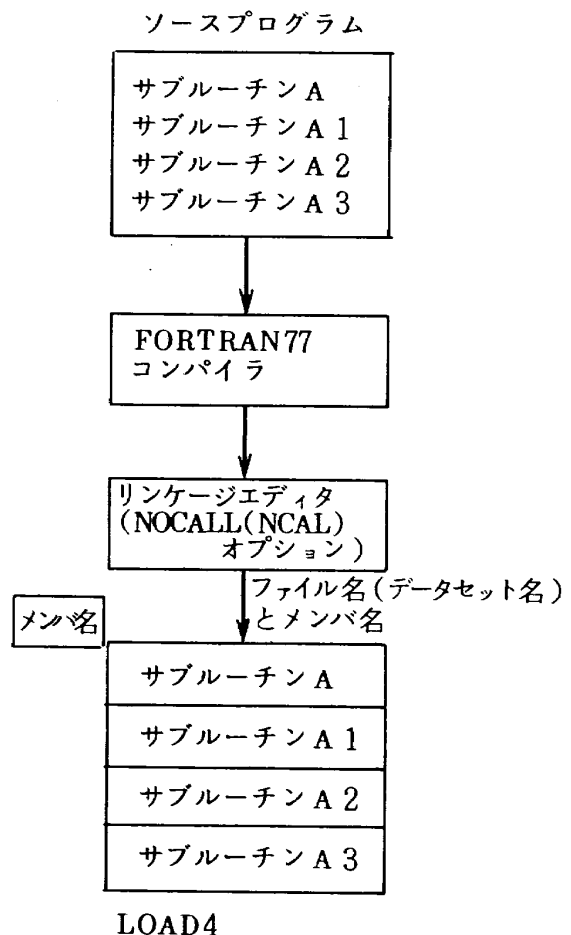 ソースプログラム
サブルーチンA
サブルーチンA1
サブルーチンA2
サブルーチンA3
FORTRAN77
コンパイラ
リンケージエディタ
(NOCALL(NCAL)
オプション)
ファイル名(データセット名)
とメンバ名
メンバ名
サブルーチンA
サブルーチンA1
サブルーチンA2
サブルーチンA3
LOAD4